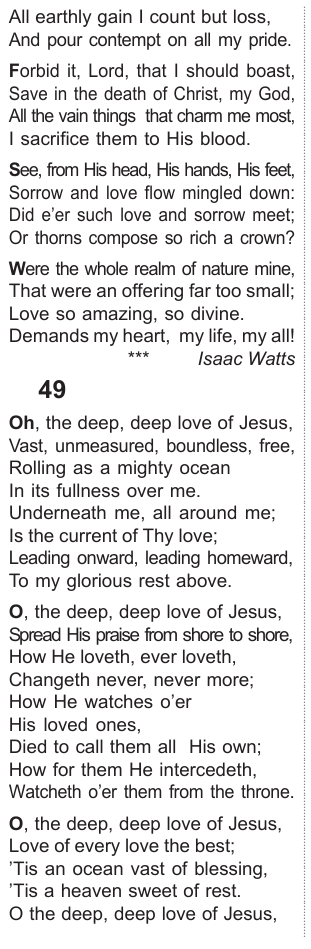 All earthly gain I count but loss,
And pour contempt on all my pride.
Forbid it, Lord, that I should boast,
Save in the death of Christ, my God,
All the vain things that charm me most,
I sacrifice them to His blood.
See, from His head, His hands, His feet,
Sorrow and love flow mingled down:
Did e'er such love and sorrow meet;
Or thorns compose so rich a crown?
Were the whole realm of nature mine,
That were an offering far too small;
Love so amazing, so divine.
Demands my heart, my life, my all!
*** Isaac Watts
49
Oh, the deep, deep love of Jesus,
Vast, unmeasured, boundless, free,
Rolling as a mighty ocean
In its fullness over me.
Underneath me, all around me;
Is the current of Thy love;
Leading onward, leading homeward,
To my glorious rest above.
O, the deep, deep love of Jesus,
Spread His praise from shore to shore,
How He loveth, ever loveth,
Changeth never, never more;
How He watches o'er
His loved ones,
Died to call them all His own;
How for them He intercedeth,
Watcheth o'er them from the throne.
O, the deep, deep love of Jesus,
Love of every love the best;
’Tis an ocean vast of blessing,
’Tis a heaven sweet of rest.
O the deep, deep love of Jesus,